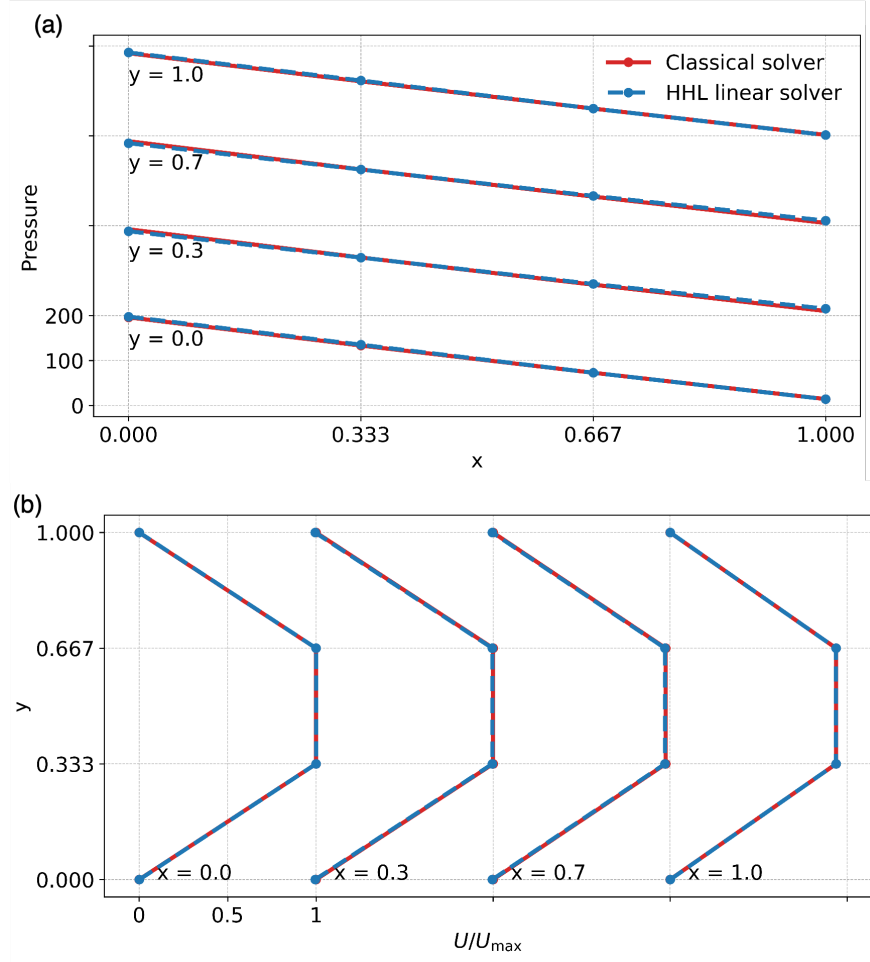 (a)
Classical solver
HHL linear solver
y = 1.0
y = 0.7
y = 0.3
y = 0.0
Pressure
200
100
0
0.000 0.333 0.667 1.000
x
(b)
1.000
0.667
0.333
0.000
y
x = 0.0 x = 0.3 x = 0.7 x = 1.0
0 0.5 1
U/Umax